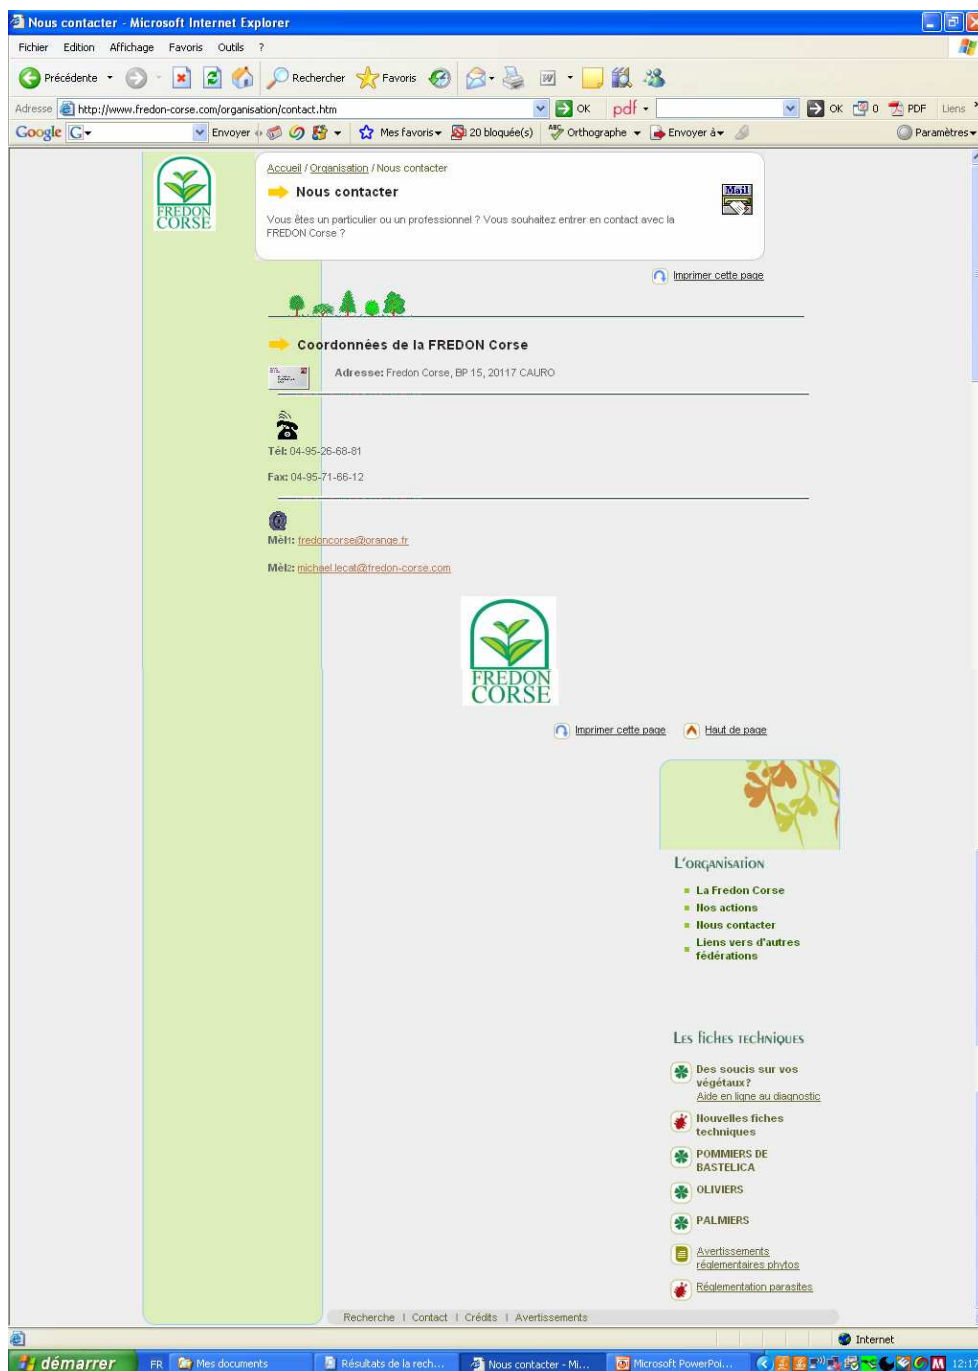 Nous contacter - Microsoft Internet Explorer
Fichier Edition Affichage Favoris Outils ?
Précédente Rechercher Favoris
Adresse http://www.fredon-corse.com/organisation/contact.htm OK pdf OK 0 PDF Liens »
Google G Envoyer Mes favoris 20 bloquée(s) Orthographe Envoyer à Paramètres
FREDON
CORSE
Accueil / Organisation / Nous contacter
Nous contacter
Mail
Vous êtes un particulier ou un professionnel ? Vous souhaitez entrer en contact avec la
FREDON Corse ?
Imprimer cette page
Coordonnées de la FREDON Corse
Adresse: Fredon Corse, BP 15, 20117 CAURO
Tél: 04-95-26-68-81
Fax: 04-95-71-66-12
Mèl1: fredoncorse@orange.fr
Mèl2: michael.lecat@fredon-corse.com
FREDON
CORSE
Imprimer cette page Haut de page
L'organisation
La Fredon Corse
Nos actions
Nous contacter
Liens vers d'autres
fédérations
Les fiches techniques
Des soucis sur vos
végétaux?
Aide en ligne au diagnostic
Nouvelles fiches
techniques
POMMIERS DE
BASTELICA
OLIVIERS
PALMIERS
Avertissements
réglementaires phytos
Réglementation parasites
Recherche | Contact | Crédits | Avertissements
Internet
démarrer FR Mes documents Résultats de la rech... Nous contacter - Mi... Microsoft PowerPoi...